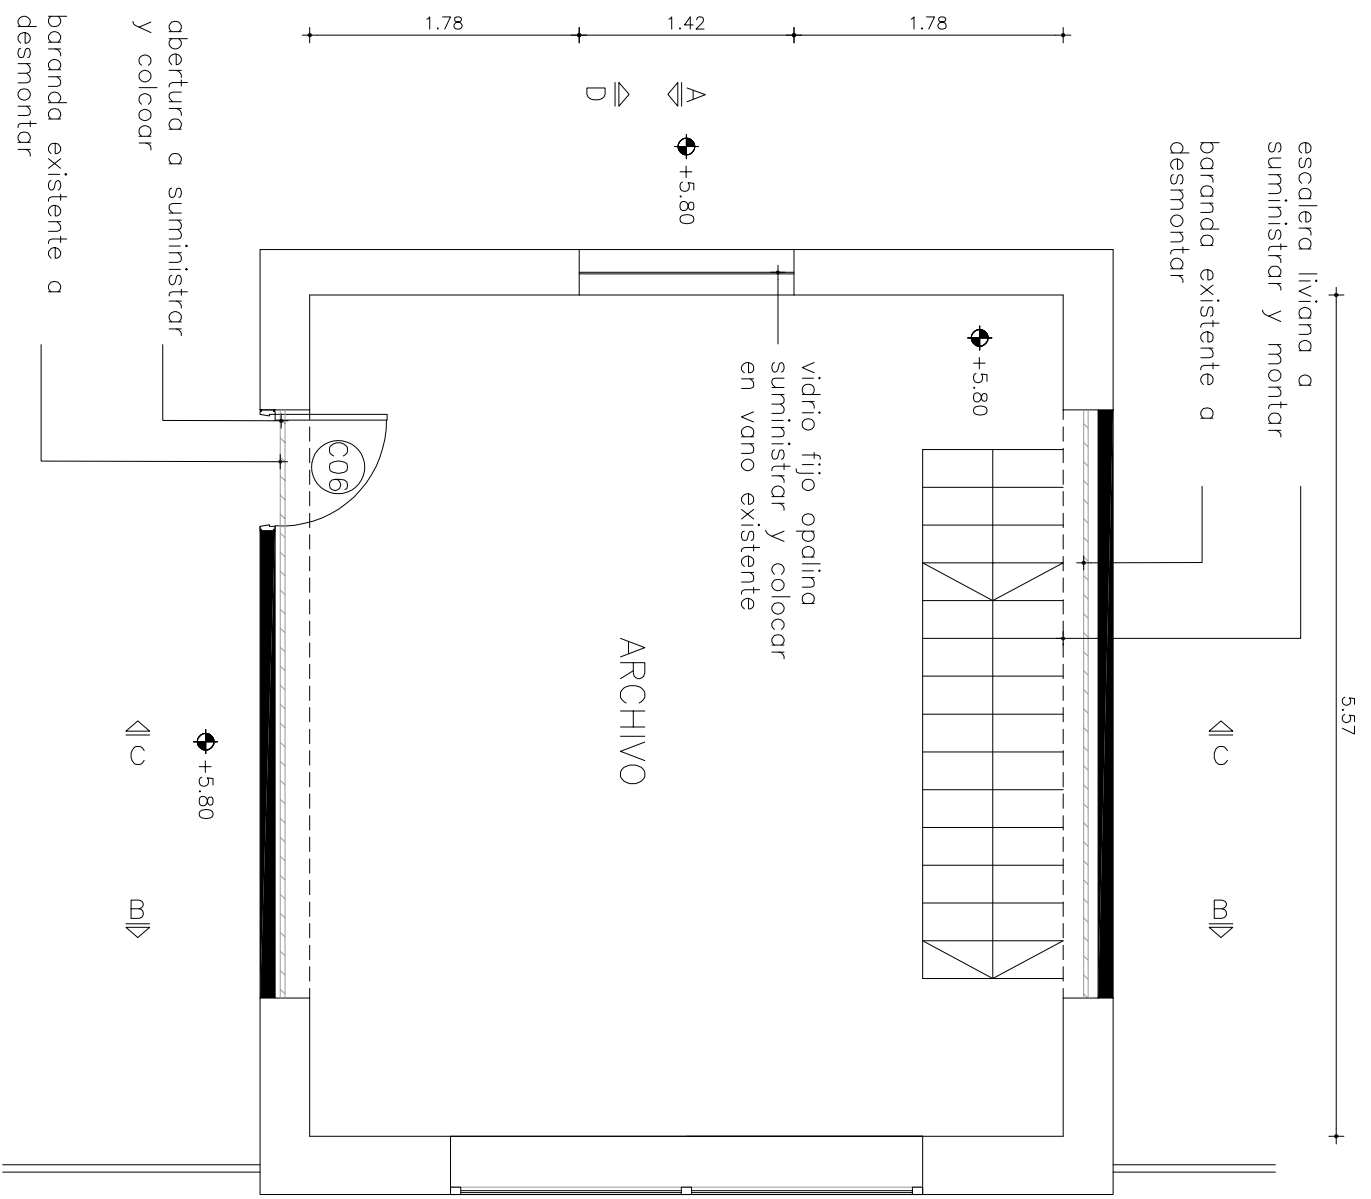 1.78
1.42
1.78
A
D
+5.80
escalera liviana a
suministrar y montar
baranda existente a
desmontar
abertura a suministrar
y colcoar
baranda existente a
desmontar
+5.80
vidrio fijo opalina
suministrar y colocar
en vano existente
C06
ARCHIVO
5.57
C
B
+5.80
C
B